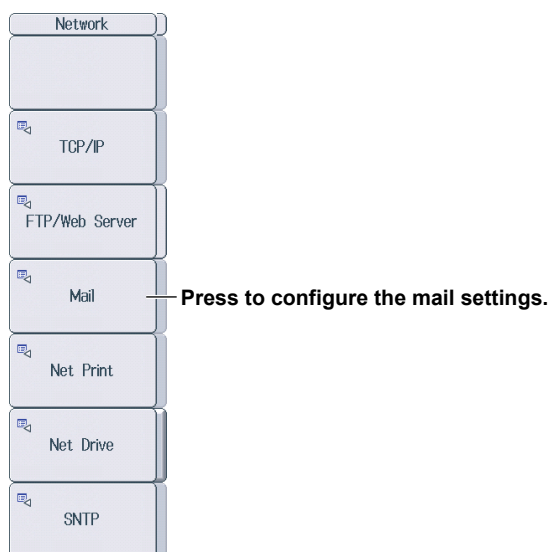 Network
TCP/IP
FTP/Web Server
Mail
Press to configure the mail settings.
Net Print
Net Drive
SNTP